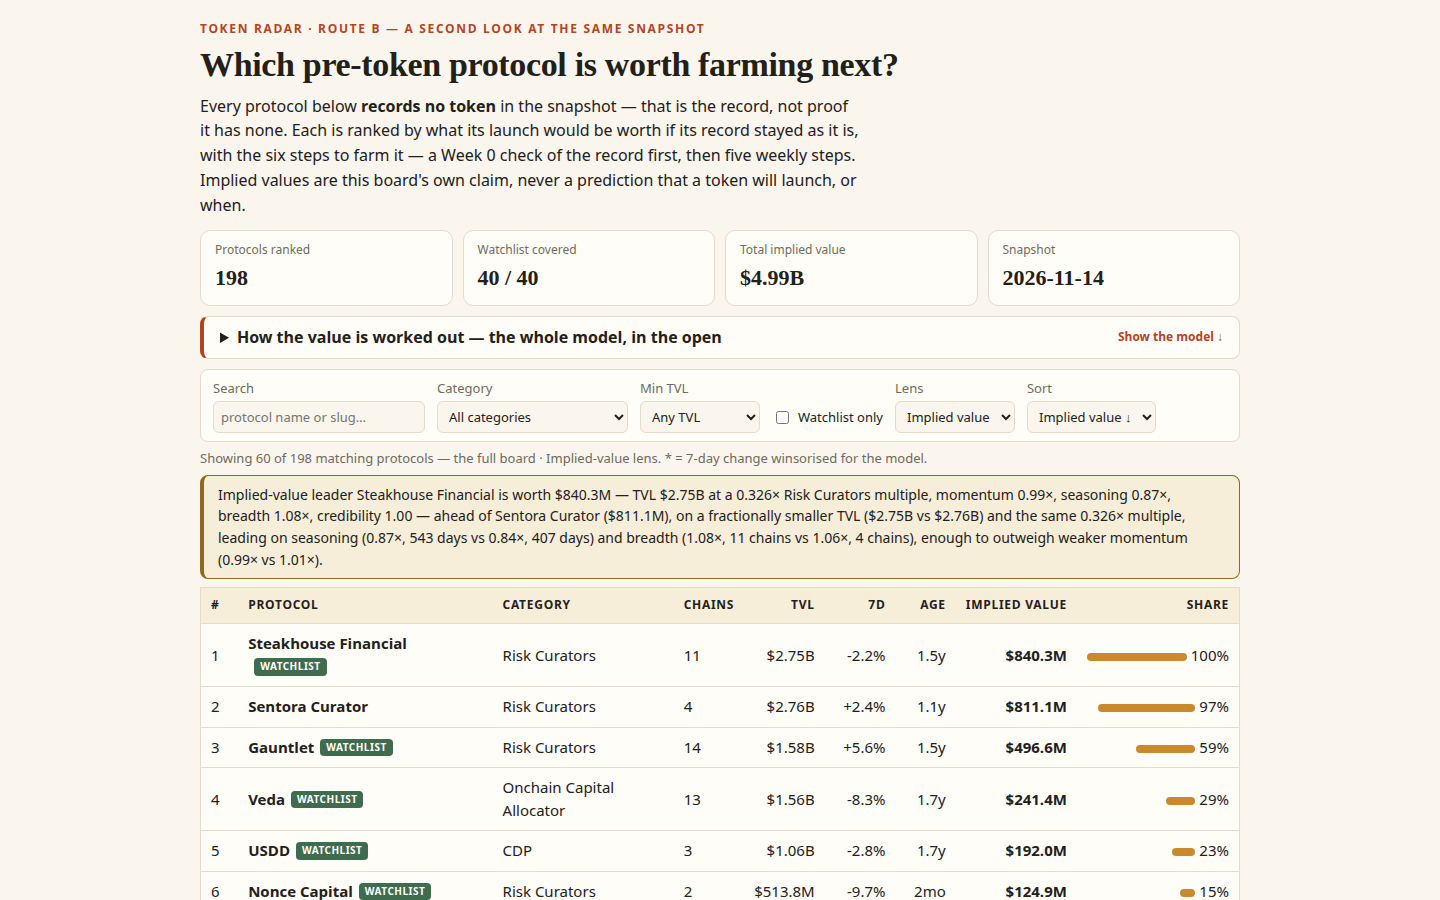 TOKEN RADAR · ROUTE B — A SECOND LOOK AT THE SAME SNAPSHOT
Which pre-token protocol is worth farming next?
Every protocol below records no token in the snapshot — that is the record, not proof
it has none. Each is ranked by what its launch would be worth if its record stayed as it is,
with the six steps to farm it — a Week 0 check of the record first, then five weekly steps.
Implied values are this board's own claim, never a prediction that a token will launch, or
when.
Protocols ranked
198
Watchlist covered
40 / 40
Total implied value
$4.99B
Snapshot
2026-11-14
▶ How the value is worked out — the whole model, in the open
Show the model ↓
Search
protocol name or slug...
Category
All categories
Min TVL
Any TVL
Watchlist only
Lens
Implied value
Sort
Implied value ↓
Showing 60 of 198 matching protocols — the full board · Implied-value lens. * = 7-day change winsorised for the model.
Implied-value leader Steakhouse Financial is worth $840.3M — TVL $2.75B at a 0.326× Risk Curators multiple, momentum 0.99×, seasoning 0.87×,
breadth 1.08×, credibility 1.00 — ahead of Sentora Curator ($811.1M), on a fractionally smaller TVL ($2.75B vs $2.76B) and the same 0.326× multiple,
leading on seasoning (0.87×, 543 days vs 0.84×, 407 days) and breadth (1.08×, 11 chains vs 1.06×, 4 chains), enough to outweigh weaker momentum
(0.99× vs 1.01×).
# PROTOCOL CATEGORY CHAINS TVL 7D AGE IMPLIED VALUE SHARE
1 Steakhouse Financial WATCHLIST Risk Curators 11 $2.75B -2.2% 1.5y $840.3M 100%
2 Sentora Curator Risk Curators 4 $2.76B +2.4% 1.1y $811.1M 97%
3 Gauntlet WATCHLIST Risk Curators 14 $1.58B +5.6% 1.5y $496.6M 59%
4 Veda WATCHLIST Onchain Capital Allocator 13 $1.56B -8.3% 1.7y $241.4M 29%
5 USDD WATCHLIST CDP 3 $1.06B -2.8% 1.7y $192.0M 23%
6 Nonce Capital WATCHLIST Risk Curators 2 $513.8M -9.7% 2mo $124.9M 15%